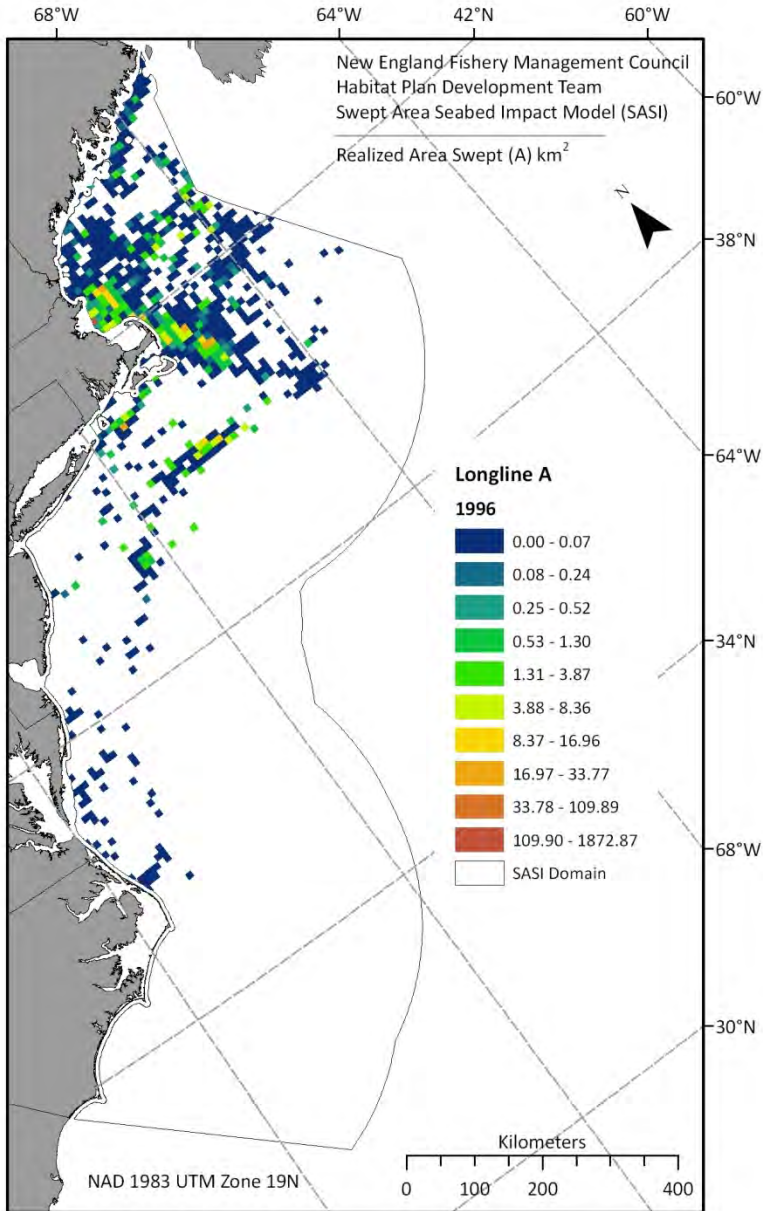 68°W 64°W 42°N 60°W
New England Fishery Management Council
Habitat Plan Development Team
Swept Area Seabed Impact Model (SASI)
Realized Area Swept (A) km²
N
60°W
38°N
64°W
34°N
68°W
30°N
Longline A
1996
0.00 - 0.07
0.08 - 0.24
0.25 - 0.52
0.53 - 1.30
1.31 - 3.87
3.88 - 8.36
8.37 - 16.96
16.97 - 33.77
33.78 - 109.89
109.90 - 1872.87
SASI Domain
Kilometers
0 100 200 300 400
NAD 1983 UTM Zone 19N